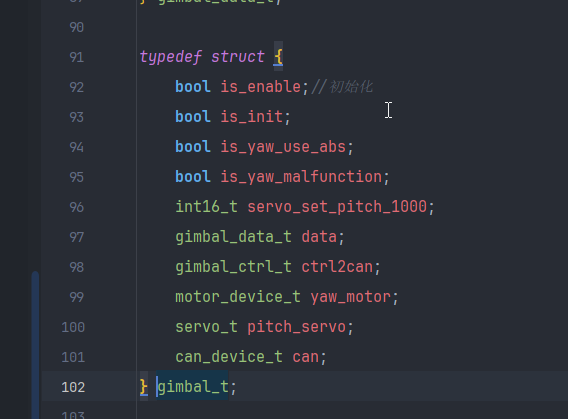 } gimbal_data_t;
90
91 typedef struct {
92 bool is_enable;//初始化
93 bool is_init;
94 bool is_yaw_use_abs;
95 bool is_yaw_malfunction;
96 int16_t servo_set_pitch_1000;
97 gimbal_data_t data;
98 gimbal_ctrl_t ctrl2can;
99 motor_device_t yaw_motor;
100 servo_t pitch_servo;
101 can_device_t can;
102 } gimbal_t;
103